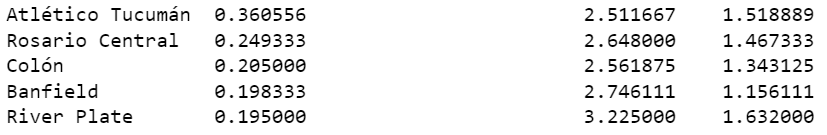 Atlético Tucumán 0.360556 2.511667 1.518889
Rosario Central 0.249333 2.648000 1.467333
Colón 0.205000 2.561875 1.343125
Banfield 0.198333 2.746111 1.156111
River Plate 0.195000 3.225000 1.632000